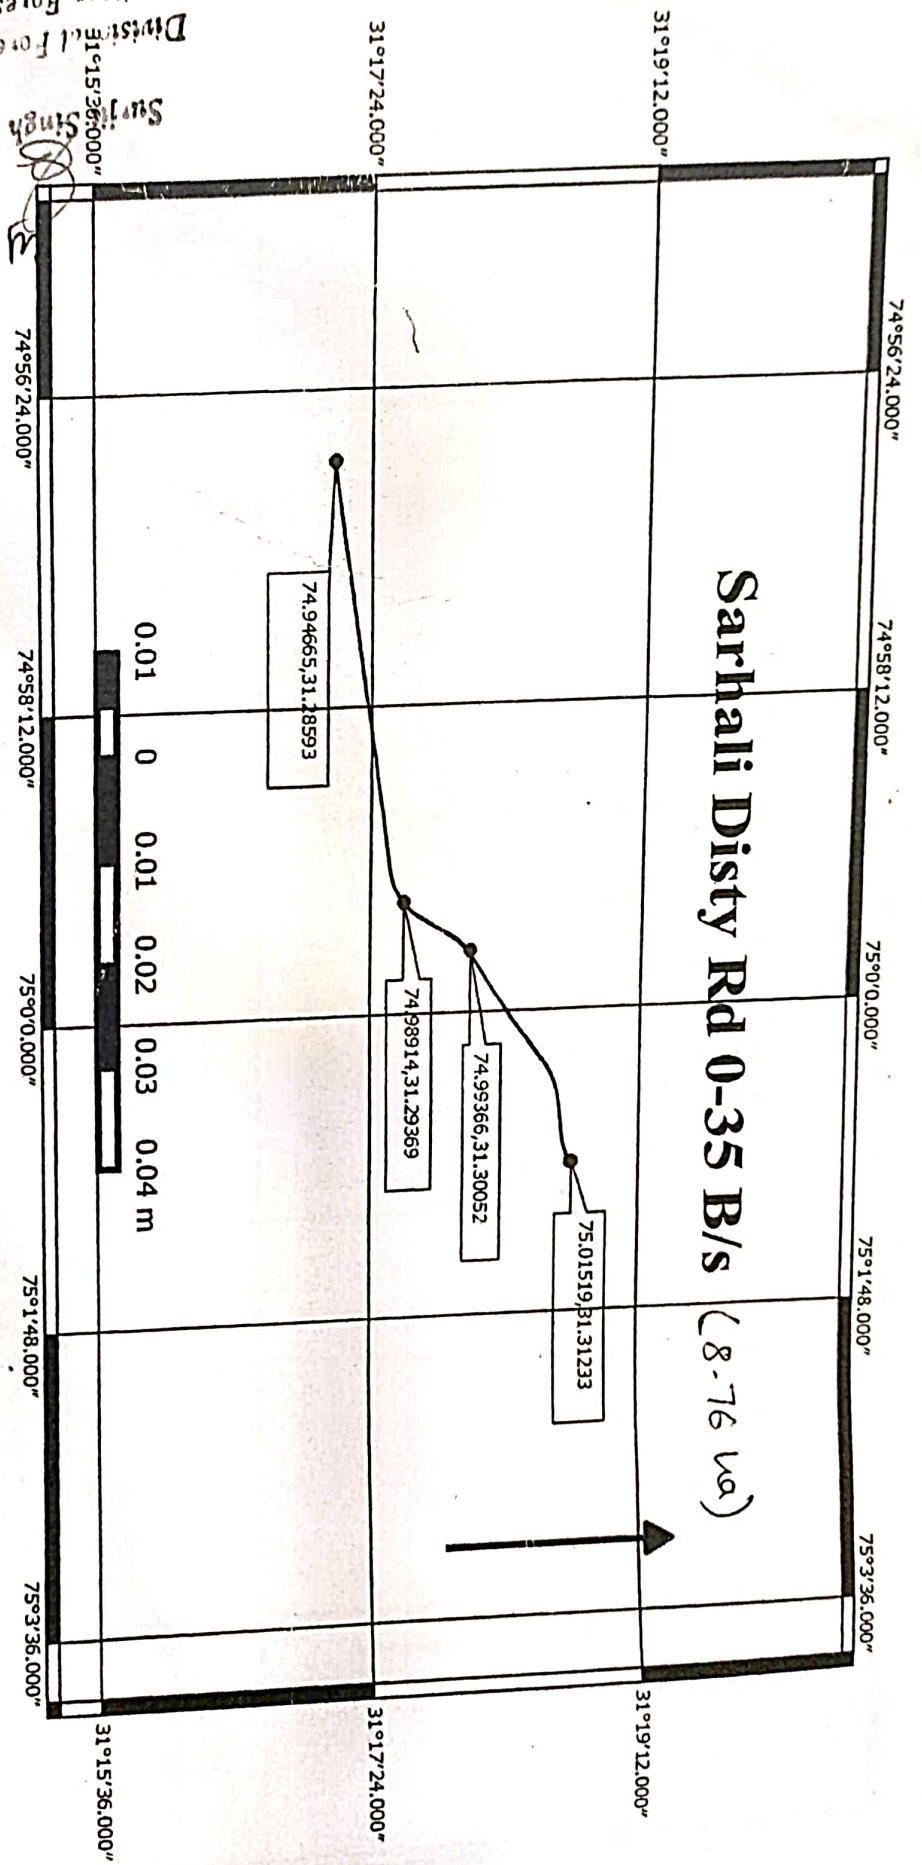 Sarhali Disty Rd 0-35 B/s (8-76 ha)
74°56'24.000" 74°58'12.000" 75°0'0.000" 75°1'48.000" 75°3'36.000"
31°19'12.000" 31°19'12.000"
75.01519,31.31233
74.99366,31.30052
31°17'24.000" 31°17'24.000"
74.98914,31.29369
74.94665,31.28593
0.01 0 0.01 0.02 0.03 0.04 m
31°15'36.000" 31°15'36.000"
74°56'24.000" 74°58'12.000" 75°0'0.000" 75°1'48.000" 75°3'36.000"
Surjit Singh
Divisional